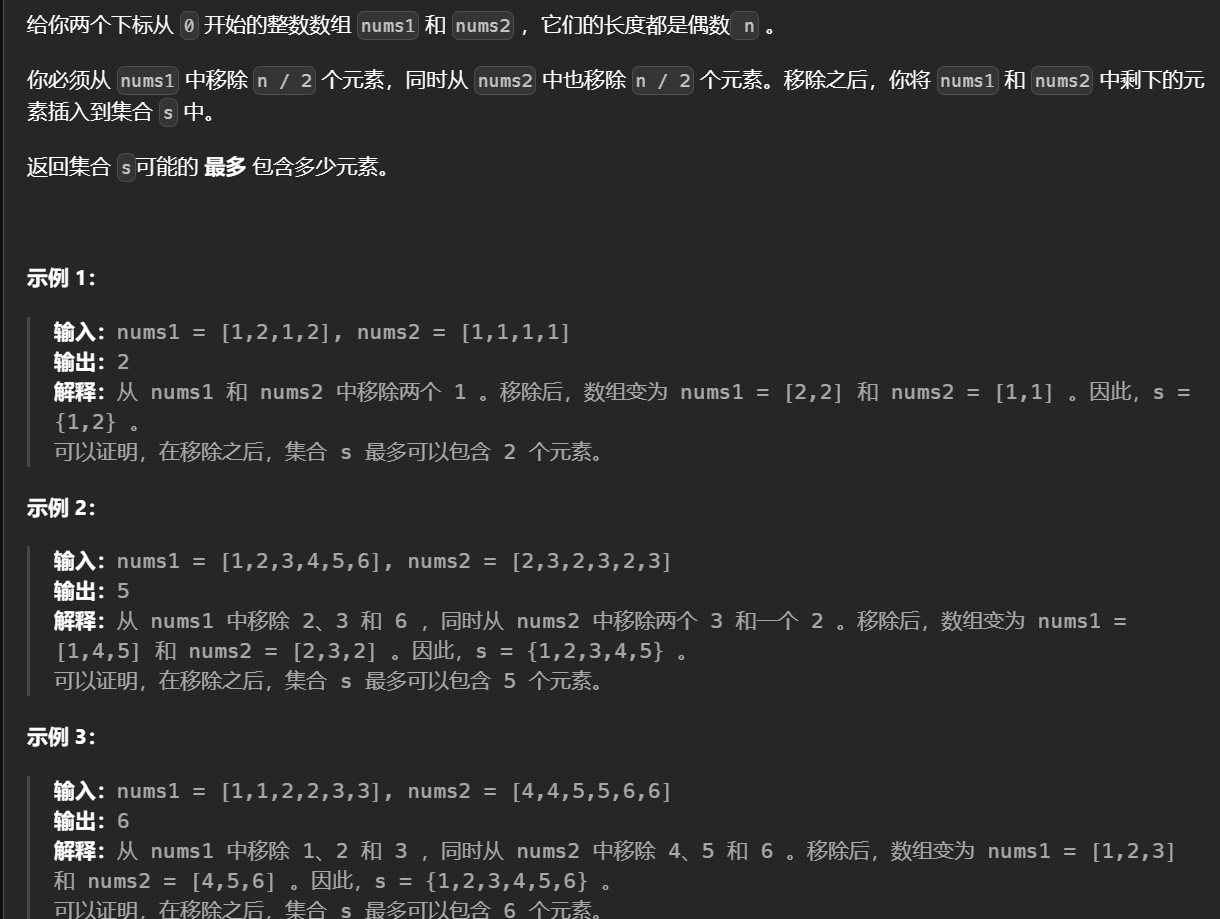 给你两个下标从 0 开始的整数数组 nums1 和 nums2 ，它们的长度都是偶数 n 。
你必须从 nums1 中移除 n / 2 个元素，同时从 nums2 中也移除 n / 2 个元素。移除之后，你将 nums1 和 nums2 中剩下的元
素插入到集合 s 中。
返回集合 s可能的 最多 包含多少元素。
示例 1：
输入：nums1 = [1,2,1,2], nums2 = [1,1,1,1]
输出：2
解释：从 nums1 和 nums2 中移除两个 1 。移除后，数组变为 nums1 = [2,2] 和 nums2 = [1,1] 。因此，s =
{1,2} 。
可以证明，在移除之后，集合 s 最多可以包含 2 个元素。
示例 2：
输入：nums1 = [1,2,3,4,5,6], nums2 = [2,3,2,3,2,3]
输出：5
解释：从 nums1 中移除 2、3 和 6 ，同时从 nums2 中移除两个 3 和一个 2 。移除后，数组变为 nums1 =
[1,4,5] 和 nums2 = [2,3,2] 。因此，s = {1,2,3,4,5} 。
可以证明，在移除之后，集合 s 最多可以包含 5 个元素。
示例 3：
输入：nums1 = [1,1,2,2,3,3], nums2 = [4,4,5,5,6,6]
输出：6
解释：从 nums1 中移除 1、2 和 3 ，同时从 nums2 中移除 4、5 和 6 。移除后，数组变为 nums1 = [1,2,3]
和 nums2 = [4,5,6] 。因此，s = {1,2,3,4,5,6} 。
可以证明，在移除之后，集合 s 最多可以包含 6 个元素。